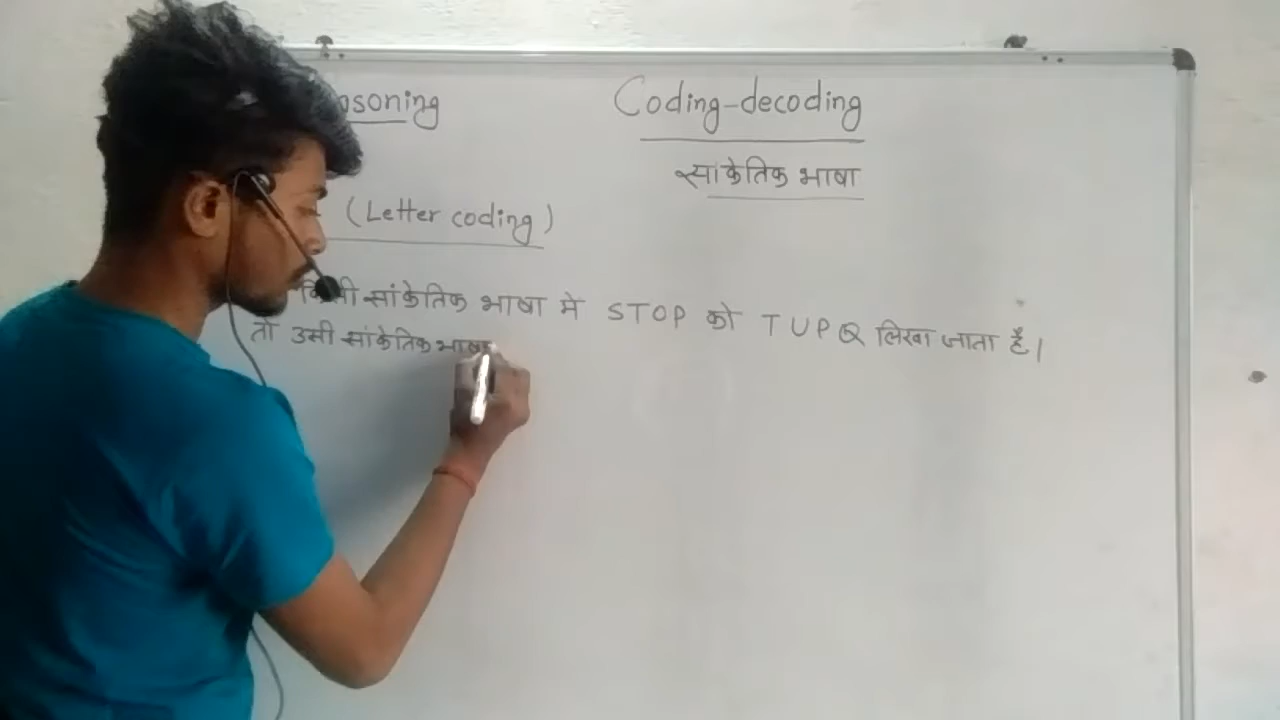 Coding-decoding
सांकेतिक भाषा
(Letter coding)
सांकेतिक भाषा में STOP को TUPQ लिखा जाता है।
तो उसी सांकेतिक भाषा